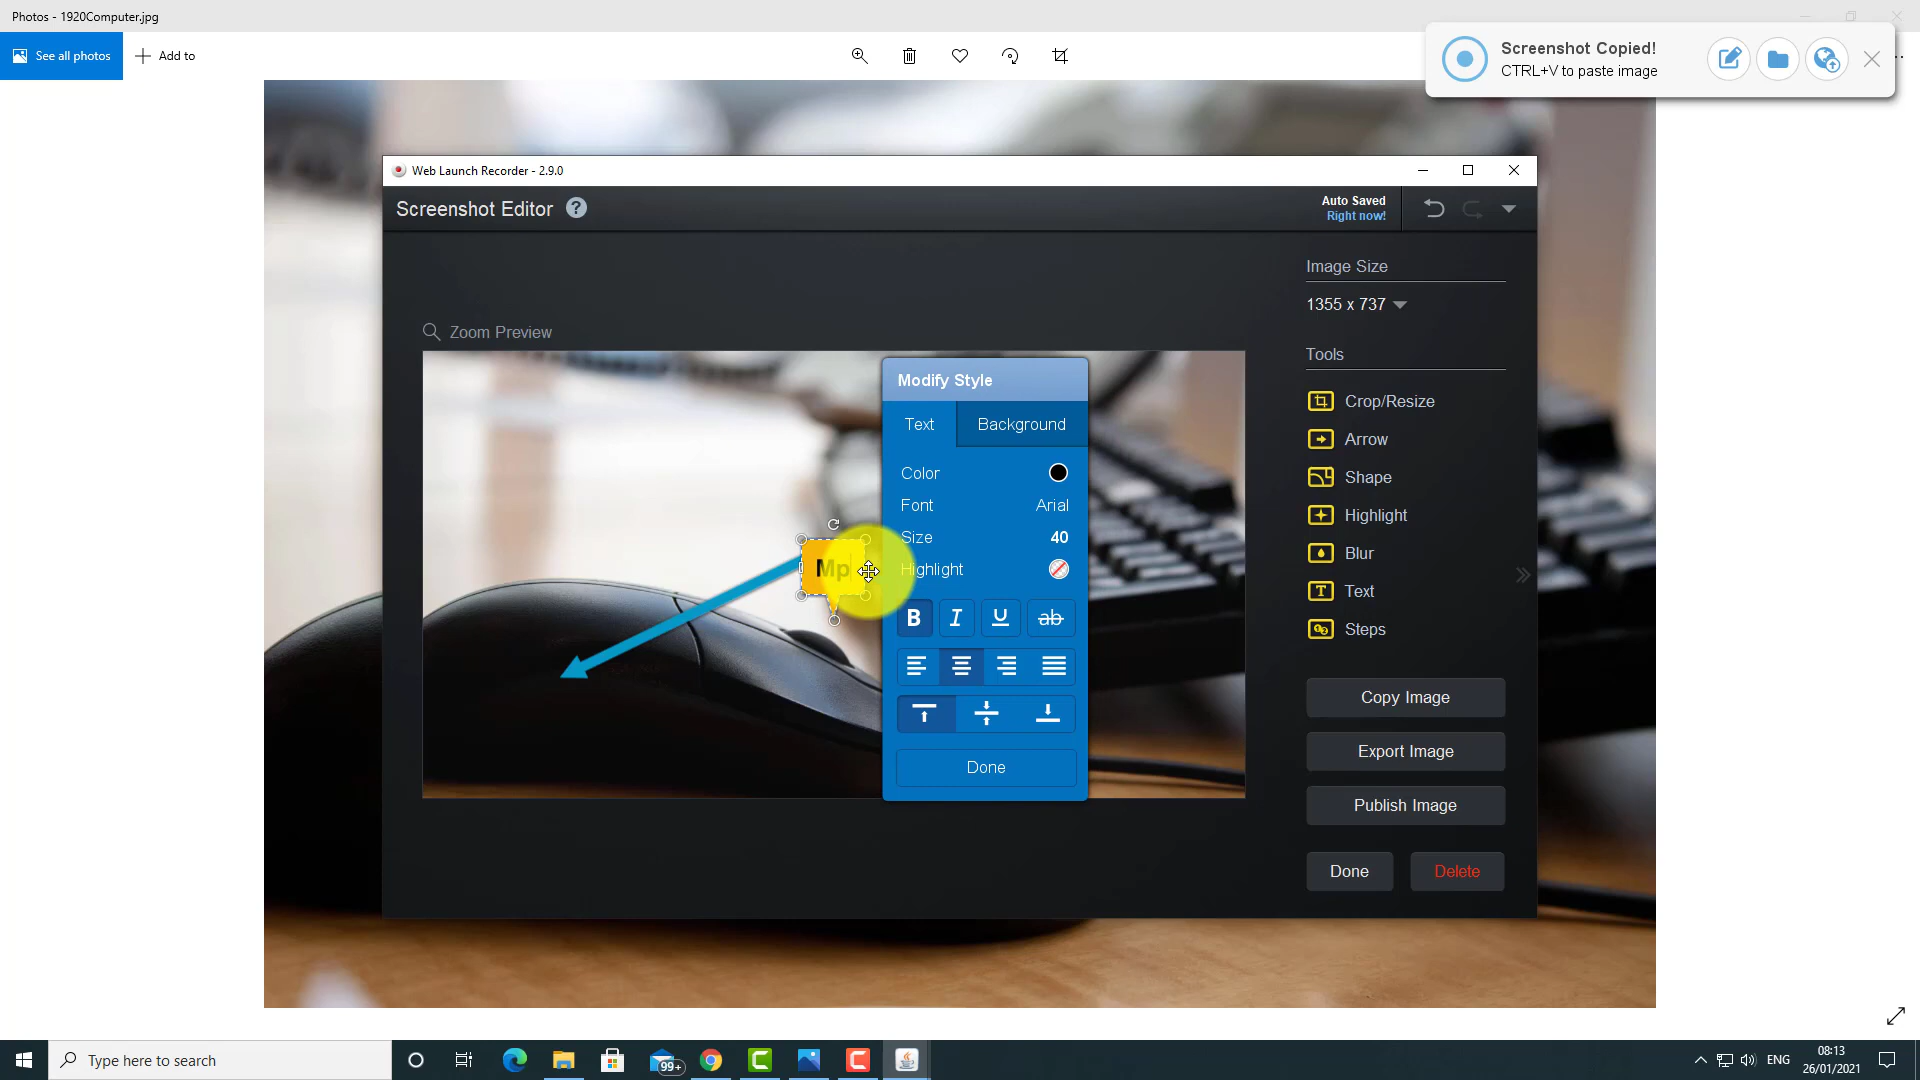 Photos - 1920Computer.jpg
See all photos
Add to
Screenshot Copied!
CTRL+V to paste image
Web Launch Recorder - 2.9.0
Screenshot Editor ?
Auto Saved
Right now!
Image Size
1355 x 737
Zoom Preview
Tools
Modify Style
Text Background
Color
Font Arial
Size 40
Highlight
B I U ab
Done
Mp
Crop/Resize
Arrow
Shape
Highlight
Blur
T Text
Steps
Copy Image
Export Image
Publish Image
Done Delete
Type here to search
99+
ENG
08:13
26/01/2021